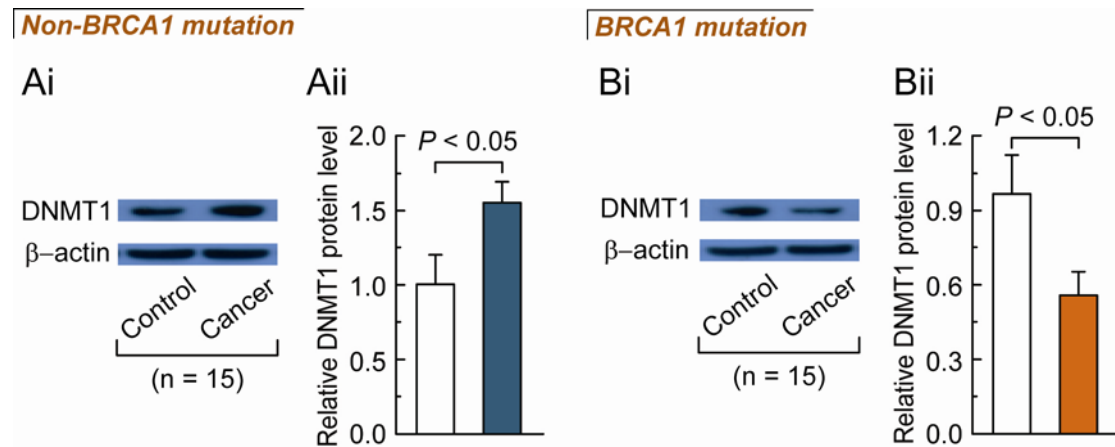 Non-BRCA1 mutation
Ai
DNMT1
β–actin
Control
Cancer
(n = 15)
Aii
Relative DNMT1 protein level
2.0
1.5
1.0
0.5
0.0
P < 0.05
BRCA1 mutation
Bi
DNMT1
β–actin
Control
Cancer
(n = 15)
Bii
Relative DNMT1 protein level
1.2
0.9
0.6
0.3
0.0
P < 0.05